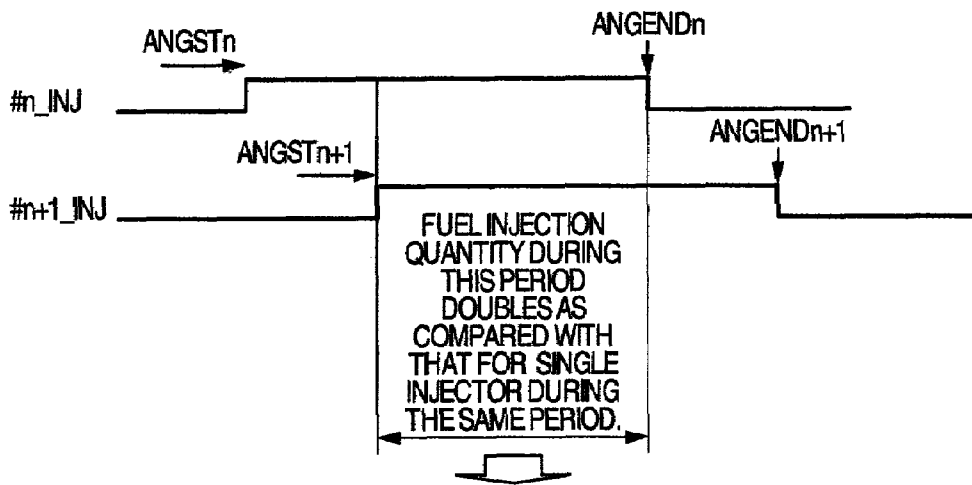 ANGSTn
ANGENDn
#n_INJ
ANGSTn+1
ANGENDn+1
#n+1_INJ
FUEL INJECTION
QUANTITY DURING
THIS PERIOD
DOUBLES AS
COMPARED WITH
THAT FOR SINGLE
INJECTOR DURING
THE SAME PERIOD.